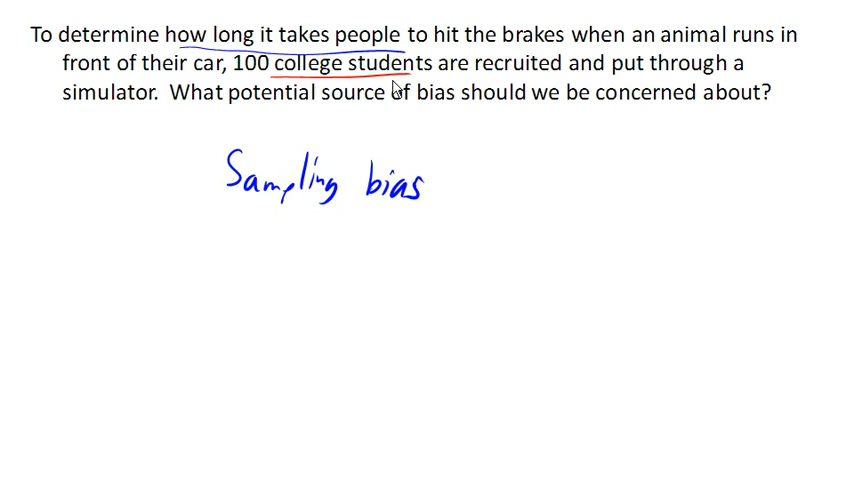 To determine how long it takes people to hit the brakes when an animal runs in
front of their car, 100 college students are recruited and put through a
simulator. What potential source of bias should we be concerned about?
Sampling bias